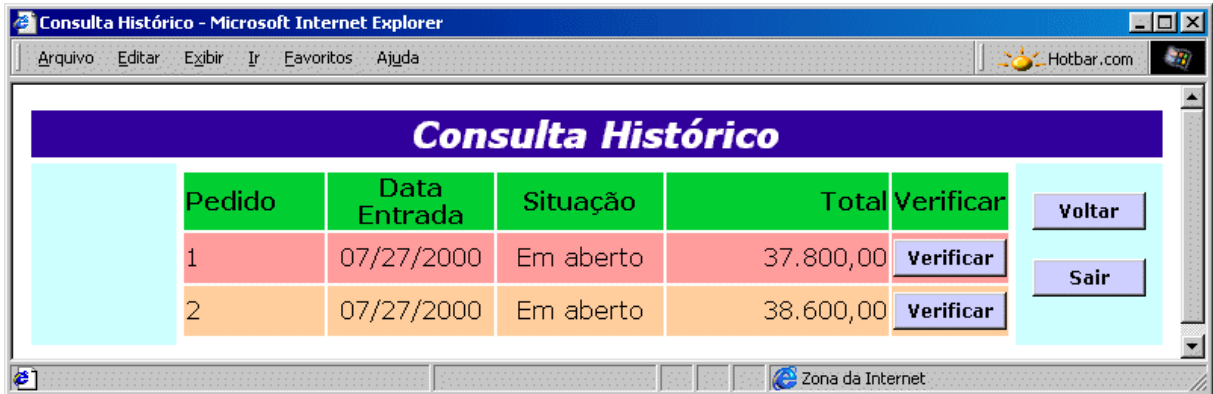 Consulta Histórico - Microsoft Internet Explorer
Arquivo Editar Exibir Ir Favoritos Ajuda Hotbar.com
Consulta Histórico
Pedido Data Entrada Situação Total Verificar
1 07/27/2000 Em aberto 37.800,00 Verificar
2 07/27/2000 Em aberto 38.600,00 Verificar
Voltar
Sair
Zona da Internet